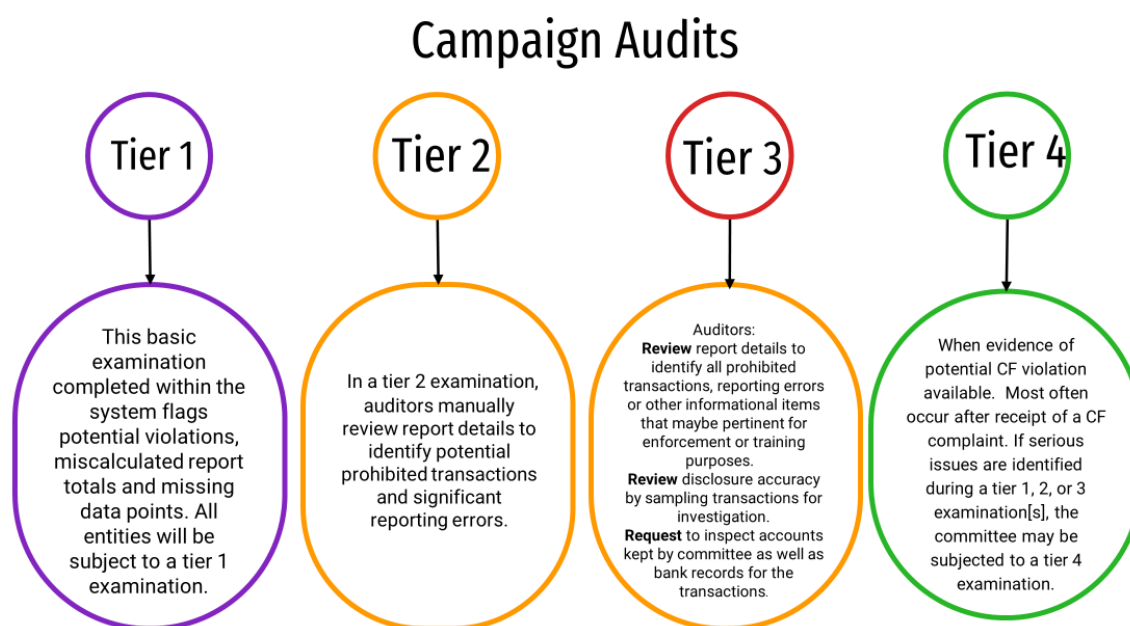 Campaign Audits
Tier 1
Tier 2
Tier 3
Tier 4
This basic
examination
completed within the
system flags
potential violations,
miscalculated report
totals and missing
data points. All
entities will be
subject to a tier 1
examination.
In a tier 2 examination,
auditors manually
review report details to
identify potential
prohibited transactions
and significant
reporting errors.
Auditors:
Review report details to
identify all prohibited
transactions, reporting errors
or other informational items
that maybe pertinent for
enforcement or training
purposes.
Review disclosure accuracy
by sampling transactions for
investigation.
Request to inspect accounts
kept by committee as well as
bank records for the
transactions.
When evidence of
potential CF violation
available. Most often
occur after receipt of a CF
complaint. If serious
issues are identified
during a tier 1, 2, or 3
examination[s], the
committee may be
subjected to a tier 4
examination.